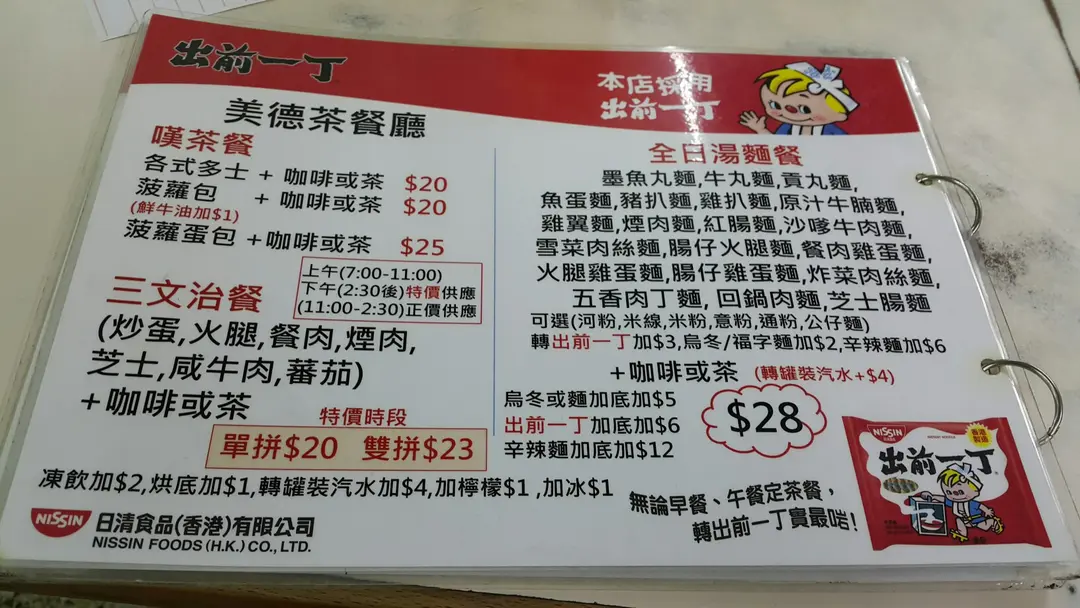 出前一丁
本店採用
出前一丁
美德茶餐廳
嘆茶餐
各式多士 + 咖啡或茶 $20
菠蘿包 + 咖啡或茶 $20
(鮮牛油加$1)
菠蘿蛋包 +咖啡或茶 $25
上午(7:00-11:00)
下午(2:30後)特價供應
(11:00-2:30)正價供應
三文治餐
(炒蛋,火腿,餐肉,煙肉,
芝士,咸牛肉,蕃茄)
+咖啡或茶
特價時段
單拼$20 雙拼$23
全日湯麵餐
墨魚丸麵,牛丸麵,貢丸麵,
魚蛋麵,豬扒麵,雞扒麵,原汁牛腩麵,
雞翼麵,煙肉麵,紅腸麵,沙嗲牛肉麵,
雪菜肉絲麵,腸仔火腿麵,餐肉雞蛋麵,
火腿雞蛋麵,腸仔雞蛋麵,炸菜肉絲麵,
五香肉丁麵,回鍋肉麵,芝士腸麵
可選(河粉,米線,米粉,意粉,通粉,公仔麵)
轉出前一丁加$3,烏冬/福字麵加$2,辛辣麵加$6
+咖啡或茶 (轉罐裝汽水+$4)
烏冬或麵加底加$5
出前一丁加底加$6
辛辣麵加底加$12
$28
凍飲加$2,烘底加$1,轉罐裝汽水加$4,加檸檬$1 ,加冰$1
無論早餐、午餐定茶餐，
轉出前一丁實最啱!
NISSIN
日清食品(香港)有限公司
NISSIN FOODS (H.K.) CO., LTD.
NISSIN
香港製造
出前一丁